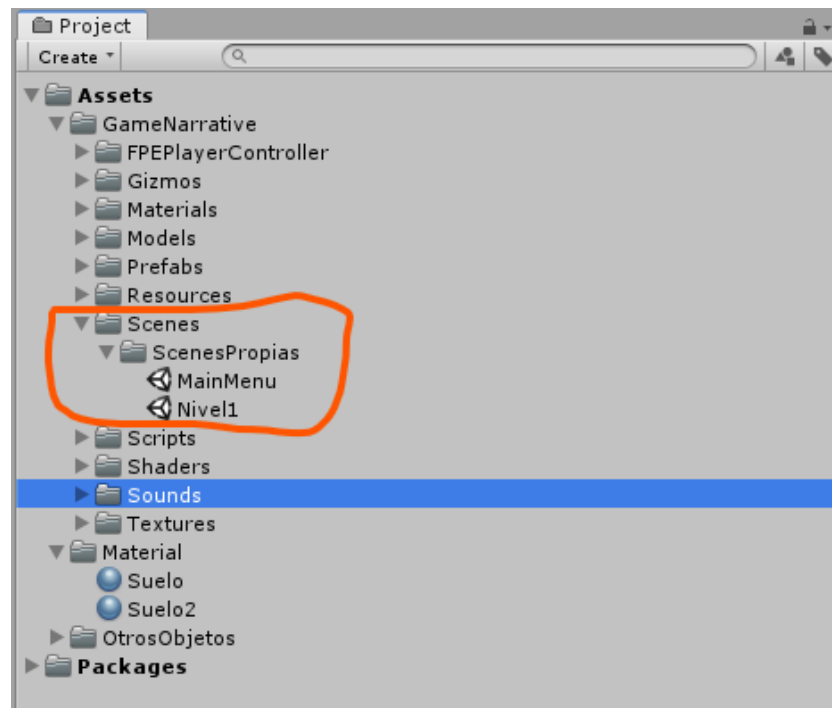 Project
Create
Assets
GameNarrative
FPEPlayerController
Gizmos
Materials
Models
Prefabs
Resources
Scenes
ScenesPropias
MainMenu
Nivel1
Scripts
Shaders
Sounds
Textures
Material
Suelo
Suelo2
OtrosObjetos
Packages